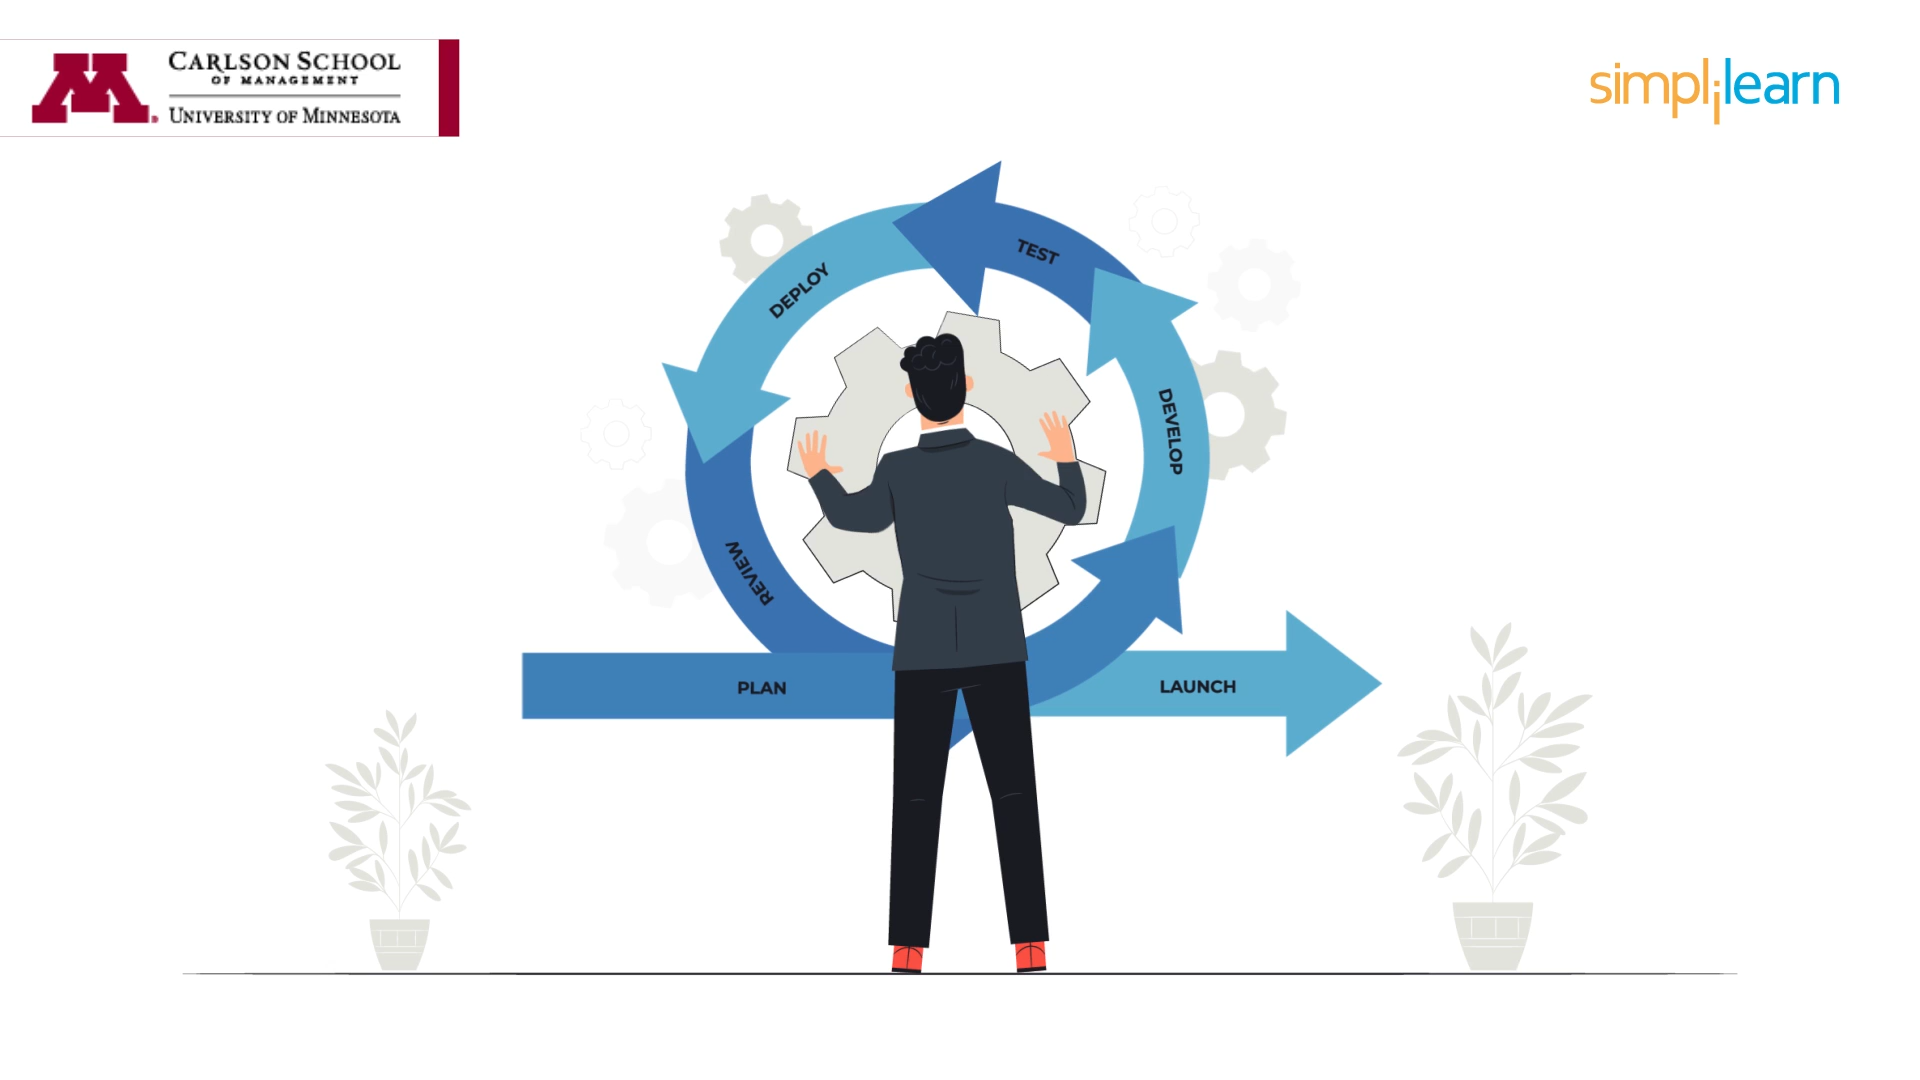 CARLSON SCHOOL
OF MANAGEMENT
UNIVERSITY OF MINNESOTA
simplilearn
TEST
DEPLOY
DEVELOP
REVIEW
PLAN
LAUNCH